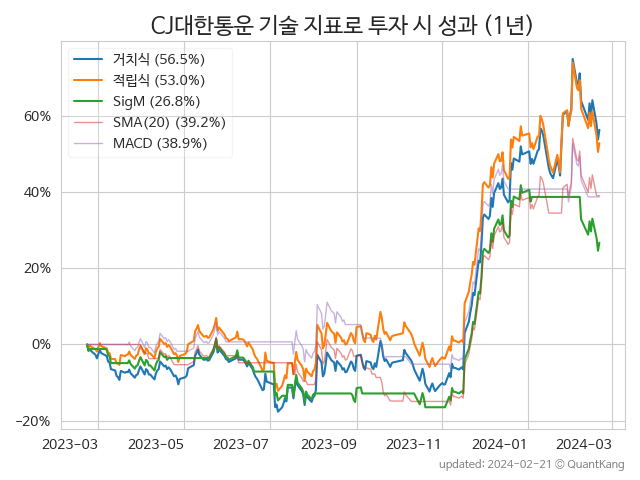 CJ대한통운 기술 지표로 투자 시 성과 (1년)
거치식 (56.5%)
적립식 (53.0%)
SigM (26.8%)
SMA(20) (39.2%)
MACD (38.9%)
60%
40%
20%
0%
−20%
2023-03 2023-05 2023-07 2023-09 2023-11 2024-01 2024-03
updated: 2024-02-21 © QuantKang